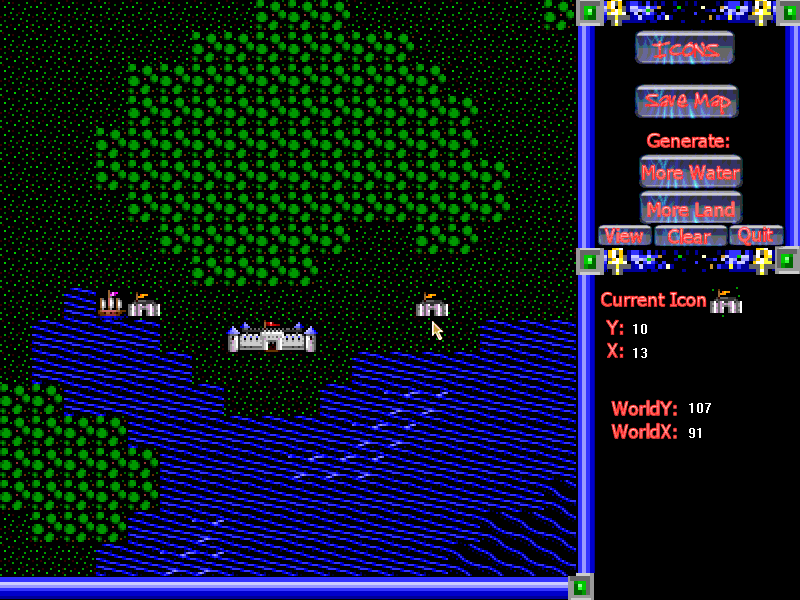 ICONS
Save Map
Generate:
More Water
More Land
View Clear Quit
Current Icon
Y: 10
X: 13
WorldY: 107
WorldX: 91